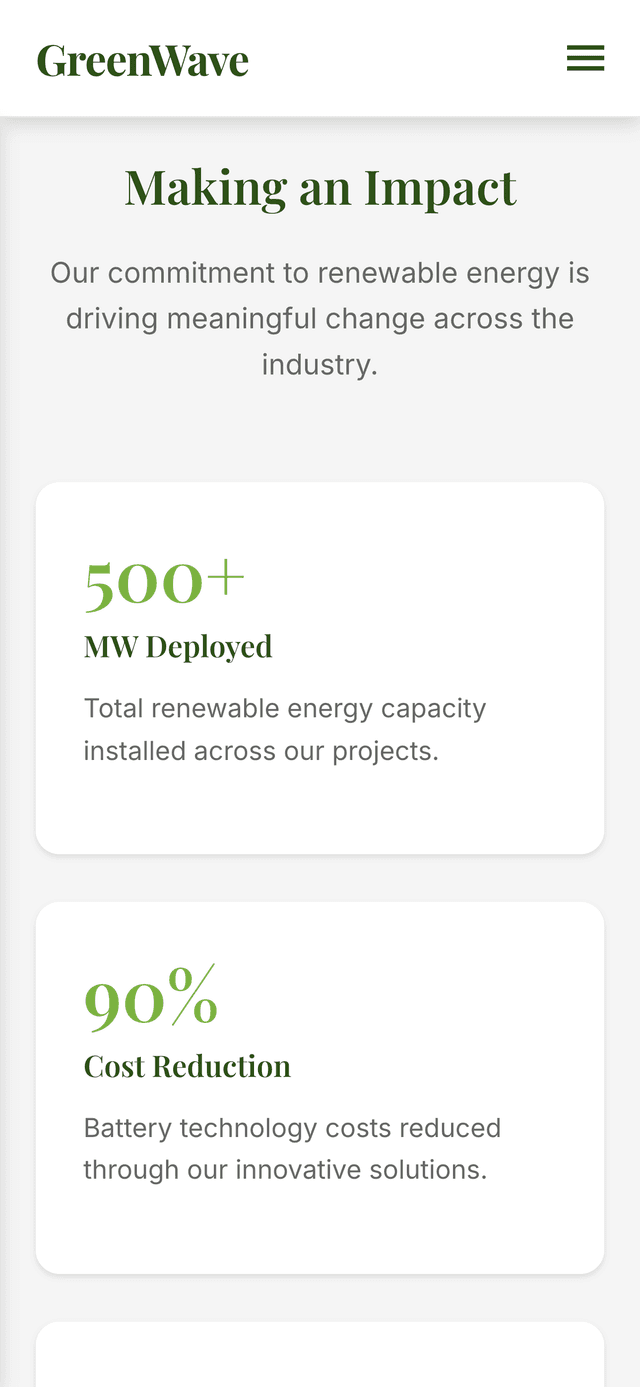 GreenWave
Making an Impact
Our commitment to renewable energy is
driving meaningful change across the
industry.
500+
MW Deployed
Total renewable energy capacity
installed across our projects.
90%
Cost Reduction
Battery technology costs reduced
through our innovative solutions.